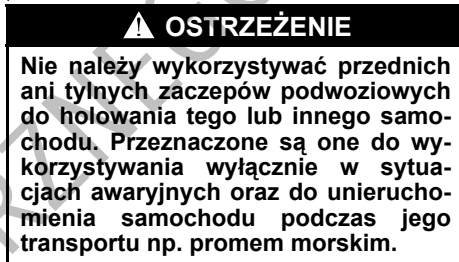 OSTRZEŻENIE
Nie należy wykorzystywać przednich
ani tylnych zaczepów podwoziowych
do holowania tego lub innego samo-
chodu. Przeznaczone są one do wy-
korzystywania wyłącznie w sytua-
cjach awaryjnych oraz do unierucho-
mienia samochodu podczas jego
transportu np. promem morskim.